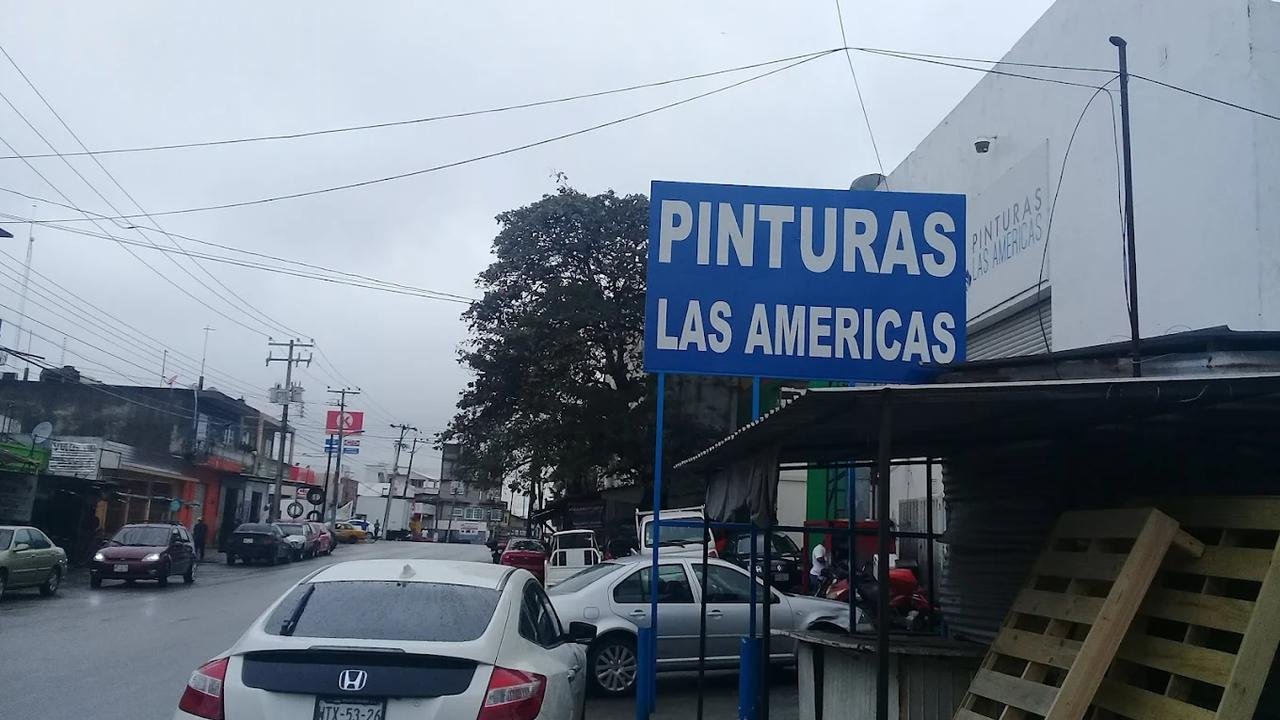 PINTURAS
LAS AMERICAS
PINTURAS
LAS AMERICAS
K